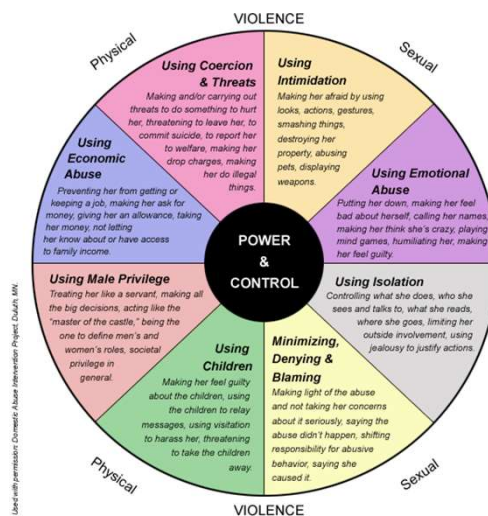 VIOLENCE
Physical
Sexual
Using Coercion
& Threats
Making and/or carrying out
threats to do something to hurt
her, threatening to leave her, to
commit suicide, to report her
to welfare, making her
drop charges, making
her do illegal
things.
Using
Intimidation
Making her afraid by using
looks, actions, gestures,
smashing things,
destroying her
property, abusing
pets, displaying
weapons.
Using
Economic
Abuse
Preventing her from getting or
keeping a job, making her ask for
money, giving her an allowance, taking
her money, not letting
her know about or have access
to family income.
Using Emotional
Abuse
Putting her down, making her feel
bad about herself, calling her names,
making her think she's crazy, playing
mind games, humiliating her, making
her feel guilty.
POWER
&
CONTROL
Using Male Privilege
Treating her like a servant, making all
the big decisions, acting like the
"master of the castle," being the
one to define men's and
women's roles, societal
privilege in
general.
Using Isolation
Controlling what she does, who she
sees and talks to, what she reads,
where she goes, limiting her
outside involvement, using
jealousy to justify actions.
Using
Children
Making her feel guilty
about the children, using
the children to relay
messages, using visitation
to harass her, threatening
to take the children
away.
Minimizing,
Denying &
Blaming
Making light of the abuse
and not taking her concerns
about it seriously, saying the
abuse didn't happen, shifting
responsibility for abusive
behavior, saying she
caused it.
Physical
Sexual
VIOLENCE
Used with permission: Domestic Abuse Intervention Project, Duluth, MN.